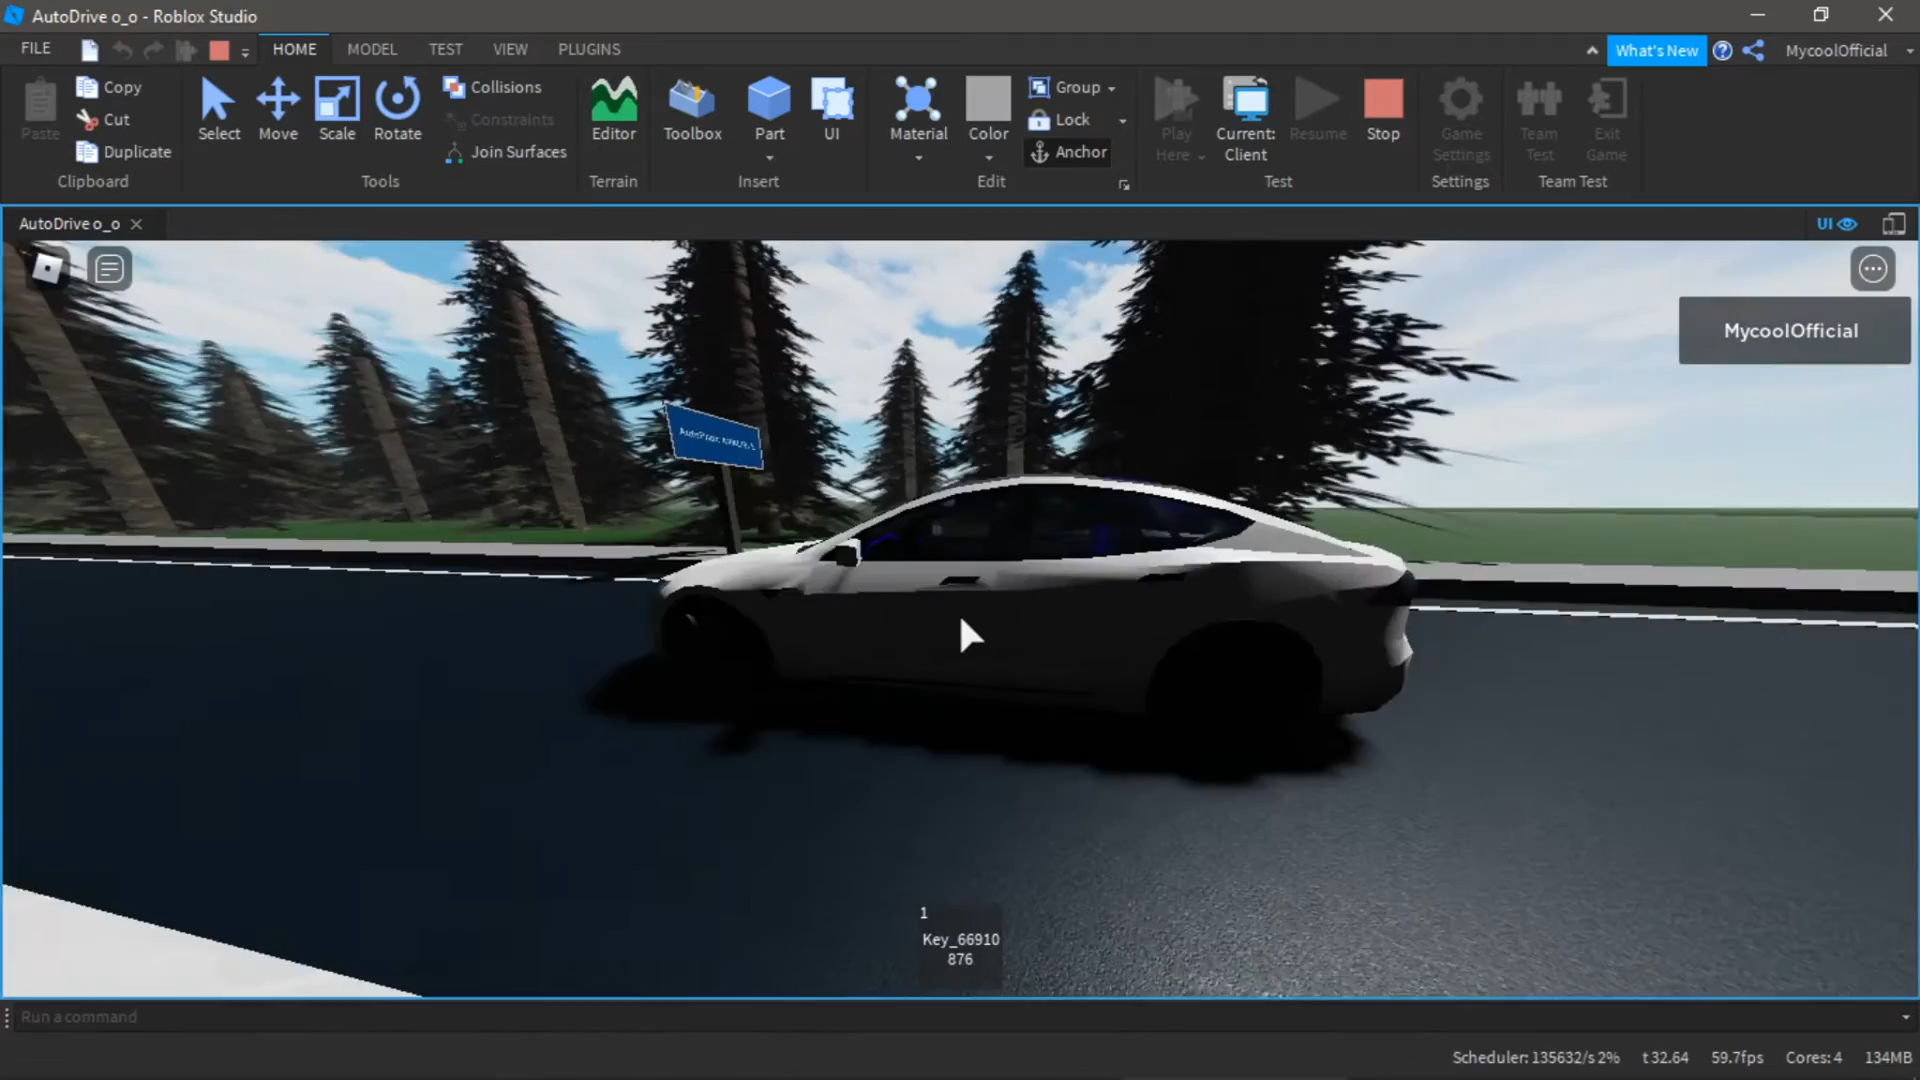 AutoDrive o_o - Roblox Studio
FILE
HOME
MODEL
TEST
VIEW
PLUGINS
What's New
MycoolOfficial
Paste
Copy
Cut
Duplicate
Clipboard
Select
Move
Scale
Rotate
Collisions
Constraints
Join Surfaces
Tools
Editor
Terrain
Toolbox
Part
UI
Insert
Material
Color
Group
Lock
Anchor
Edit
Play
Here
Current:
Client
Resume
Stop
Test
Game
Settings
Settings
Team
Test
Exit
Game
Team Test
AutoDrive o_o
UI
MycoolOfficial
1
Key_66910
876
Run a command
Scheduler: 135632/s 2%
t 32.64
59.7fps
Cores: 4
134MB